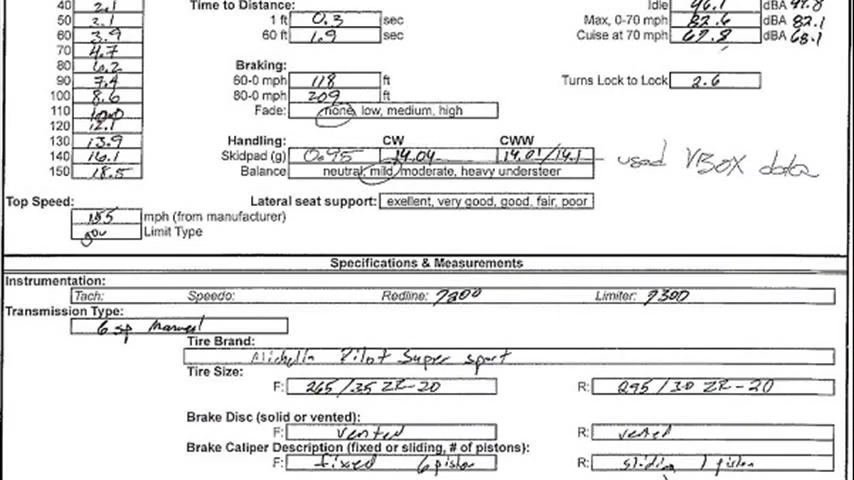 40 2.1 Time to Distance: Idle 46.1 dBA
50 3.1 1 ft 0.3 sec Max, 0-70 mph 82.6 dBA 82.1
60 3.9 60 ft 1.9 sec Cuise at 70 mph 67.8 dBA 68.1
70 4.7
80 6.2 Braking:
90 7.4 60-0 mph 118 ft Turns Lock to Lock 2.6
100 8.6 80-0 mph 209 ft
110 Fade: none, low, medium, high
120 12.1
130 13.9 Handling: CW CWW
140 16.1 Skidpad (g) 0.95 14.04 14.01/14.1 used VBOX data
150 18.5 Balance neutral, mild, moderate, heavy understeer
Top Speed: Lateral seat support: exellent, very good, good, fair, poor
155 mph (from manufacturer)
gov Limit Type
Specifications & Measurements
Instrumentation:
Tach: Speedo: Redline: 7800 Limiter:
Transmission Type:
6 sp manual
Tire Brand:
Michelin Pilot Super sport
Tire Size:
F: 265/35 ZR-20 R: 295/30 ZR-20
Brake Disc (solid or vented):
F: vented R: vented
Brake Caliper Description (fixed or sliding, # of pistons):
F: fixed 6 piston R: sliding 1 piston